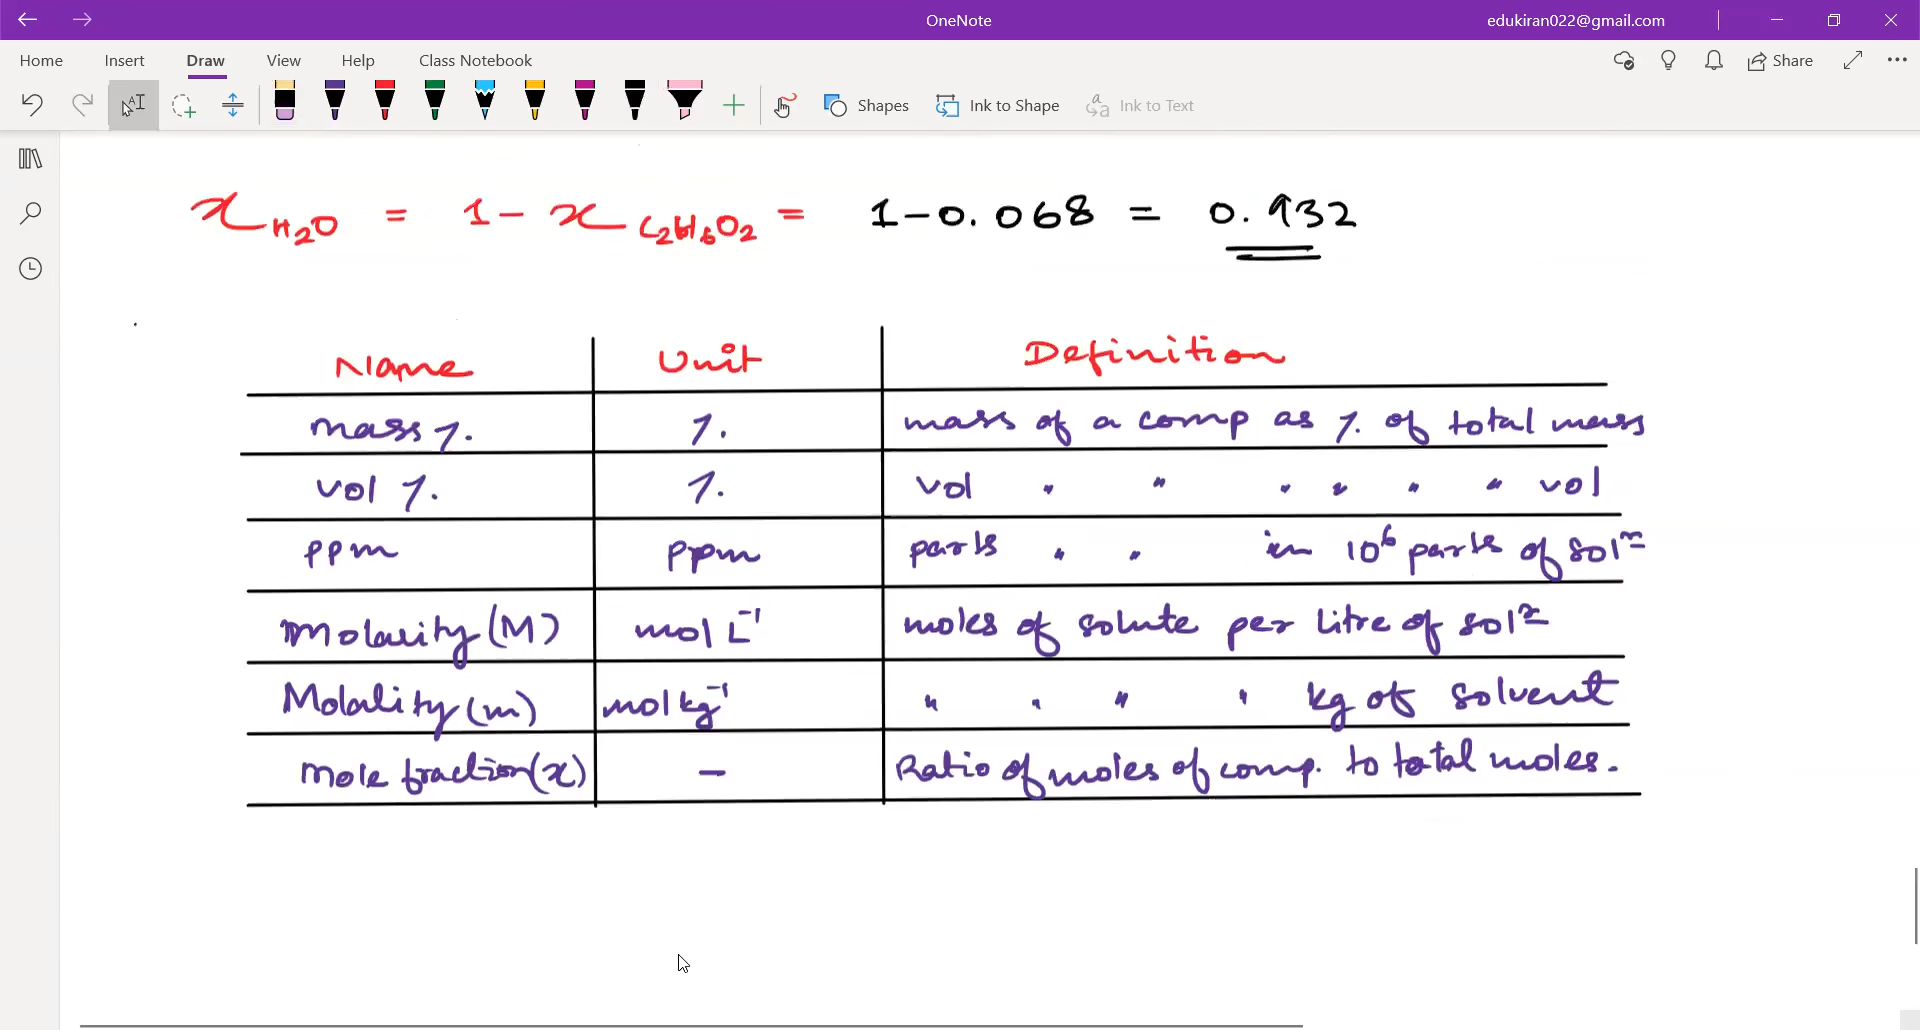 OneNote
edukiran022@gmail.com
Home Insert Draw View Help Class Notebook Share
Shapes Ink to Shape Ink to Text
x H₂O = 1 - x C₂H₆O₂ = 1-0.068 = 0.932
Name Unit Definition
mass %. %. mass of a comp as %. of total mass
vol %. %. vol " " " " " " vol
ppm ppm parts " " in 10⁶ parts of solⁿ
Molarity (M) mol L⁻¹ moles of solute per litre of solⁿ
Molality (m) mol kg⁻¹ " " " " kg of solvent
Mole fraction (x) - Ratio of moles of comp. to total moles.